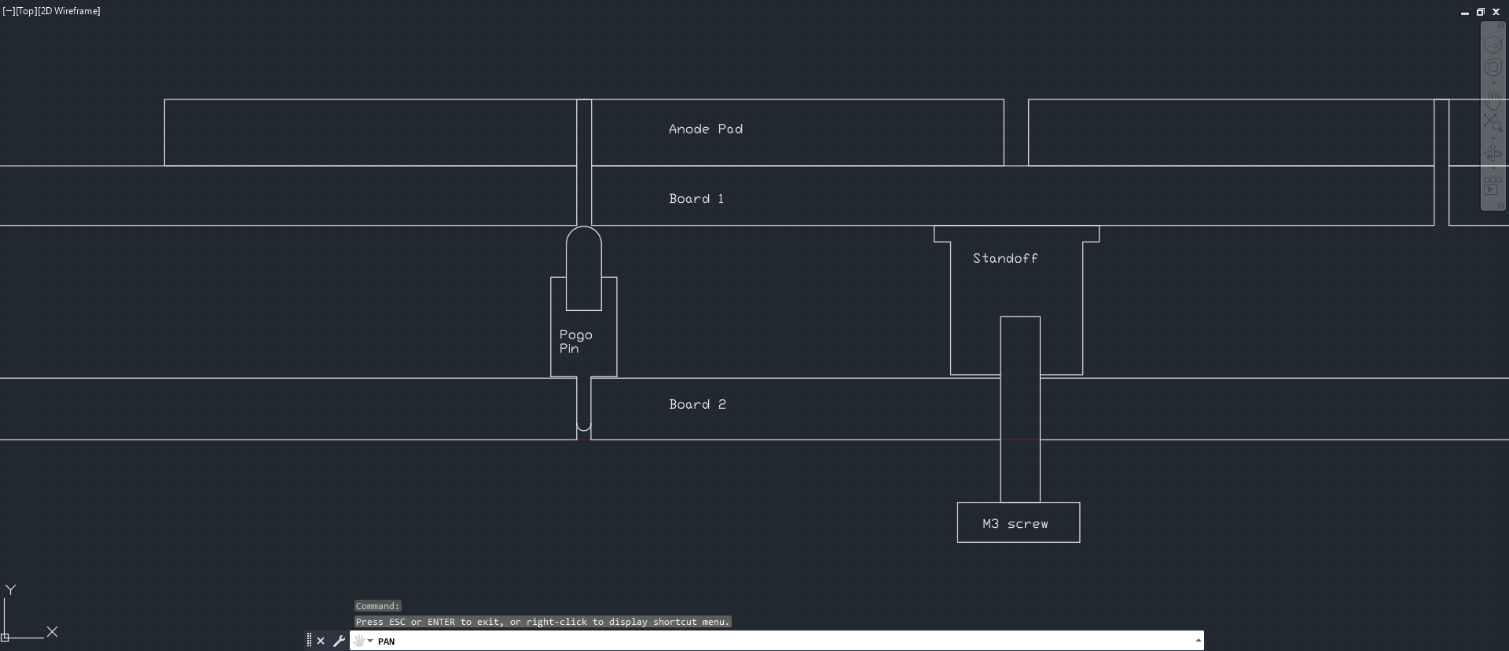 [−][Top][2D Wireframe]
Anode Pad
Board 1
Standoff
Pogo
Pin
Board 2
M3 screw
Y
X
Command:
Press ESC or ENTER to exit, or right-click to display shortcut menu.
PAN